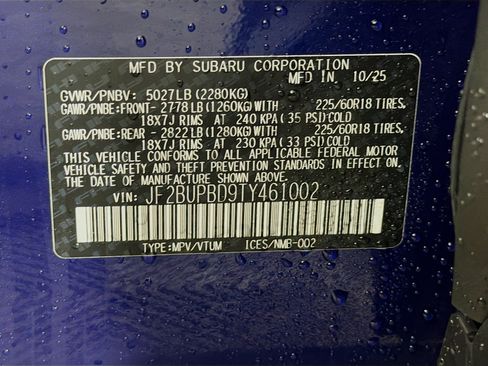 MFD BY SUBARU CORPORATION
MFD IN 10/25
GVWR/PNBV: 5027LB(2280KG)
GAWR/PNBE:FRONT- 2778LB(1260KG)WITH 225/60R18 TIRES,
18X7J RIMS AT 240 KPA(35 PSI)COLD
GAWR/PNBE:REAR - 2822LB(1280KG)WITH 225/60R18 TIRES,
18X7J RIMS AT 230 KPA(33 PSI)COLD
THIS VEHICLE CONFORMS TO ALL APPLICABLE FEDERAL MOTOR
VEHICLE SAFETY AND THEFT PREVENTION STANDARDS
IN EFFECT ON THE DATE OF MANUFACTURE SHOWN ABOVE.
VIN: JF2BUPBD9TY461002
TYPE:MPV/VTUM ICES/NMB-002